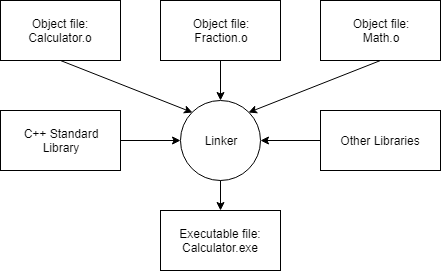 Object file:
Calculator.o
Object file:
Fraction.o
Object file:
Math.o
C++ Standard
Library
Linker
Other Libraries
Executable file:
Calculator.exe